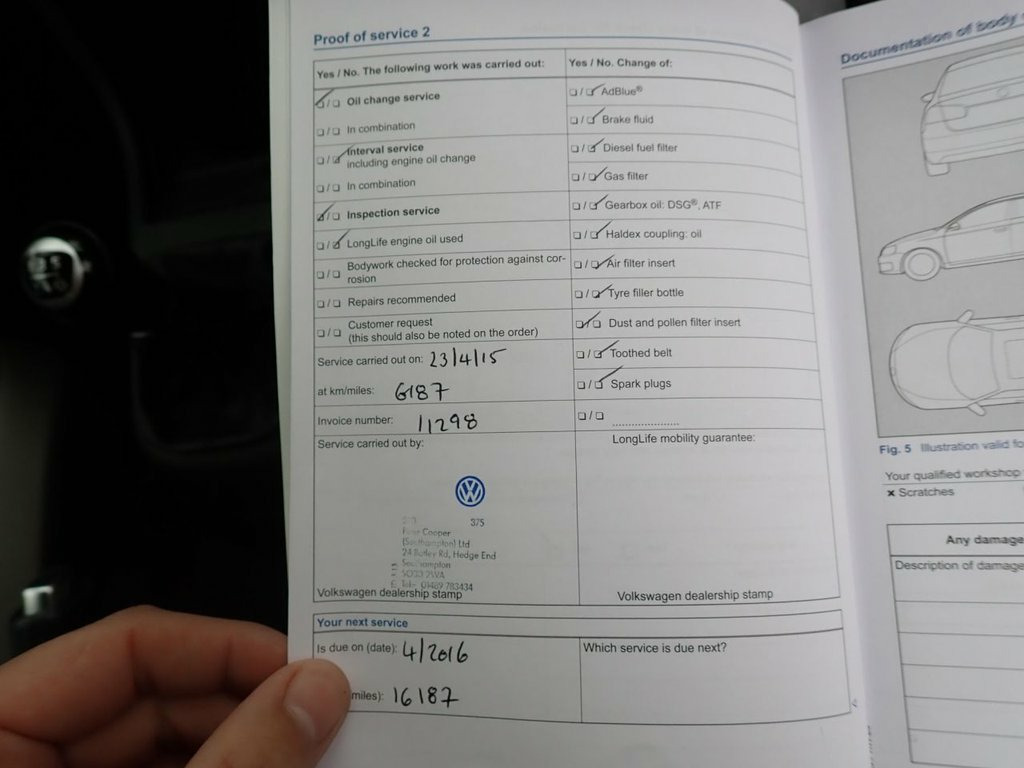 Proof of service 2
Yes / No. The following work was carried out:
☑ / ☐ Oil change service
☐ / ☐ In combination
☐ / ☑ Interval service
including engine oil change
☐ / ☐ In combination
☑ / ☐ Inspection service
☐ / ☑ LongLife engine oil used
☐ / ☐ Bodywork checked for protection against cor-
rosion
☐ / ☐ Repairs recommended
☐ / ☐ Customer request
(this should also be noted on the order)
Service carried out on: 23/4/15
at km/miles: 6187
Invoice number: 11298
Service carried out by:
375
Cooper
(Southampton) Ltd
24 Botley Rd, Hedge End
Southampton
SO30 2WA
Tel: 01489 783434
Volkswagen dealership stamp
Yes / No. Change of:
☐ / ☑ AdBlue®
☐ / ☑ Brake fluid
☐ / ☑ Diesel fuel filter
☐ / ☑ Gas filter
☐ / ☑ Gearbox oil: DSG®, ATF
☐ / ☑ Haldex coupling: oil
☐ / ☑ Air filter insert
☐ / ☑ Tyre filler bottle
☑ / ☐ Dust and pollen filter insert
☐ / ☑ Toothed belt
☐ / ☑ Spark plugs
☐ / ☐ ......................
LongLife mobility guarantee:
Volkswagen dealership stamp
Your next service
Is due on (date): 4/2016
miles): 16187
Which service is due next?
Documentation of body
Fig. 5 Illustration valid fo
Your qualified workshop
× Scratches
Any damage
Description of damage